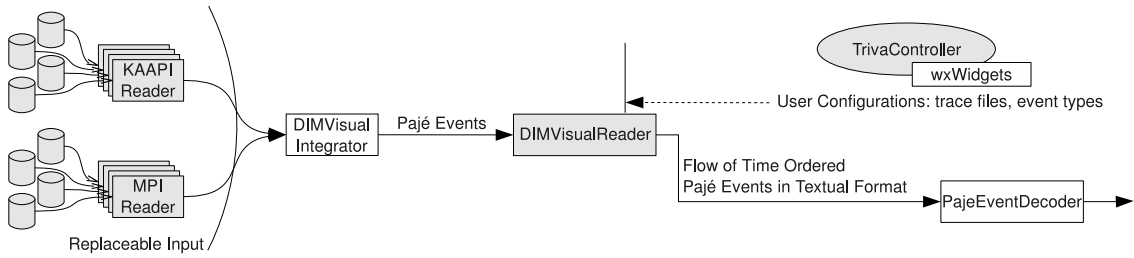 KAAPI
Reader
MPI
Reader
Replaceable Input
DIMVisual
Integrator
Pajé Events
DIMVisualReader
TrivaController
wxWidgets
User Configurations: trace files, event types
Flow of Time Ordered
Pajé Events in Textual Format
PajeEventDecoder